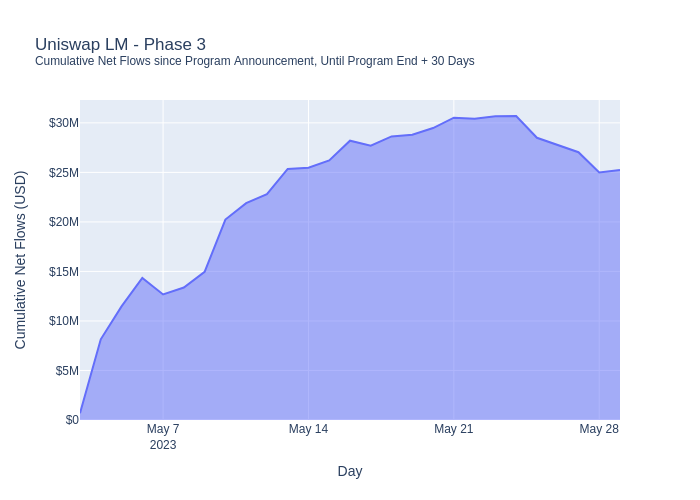 Uniswap LM - Phase 3
Cumulative Net Flows since Program Announcement, Until Program End + 30 Days
Cumulative Net Flows (USD)
$30M
$25M
$20M
$15M
$10M
$5M
$0
May 7
2023
May 14
May 21
May 28
Day